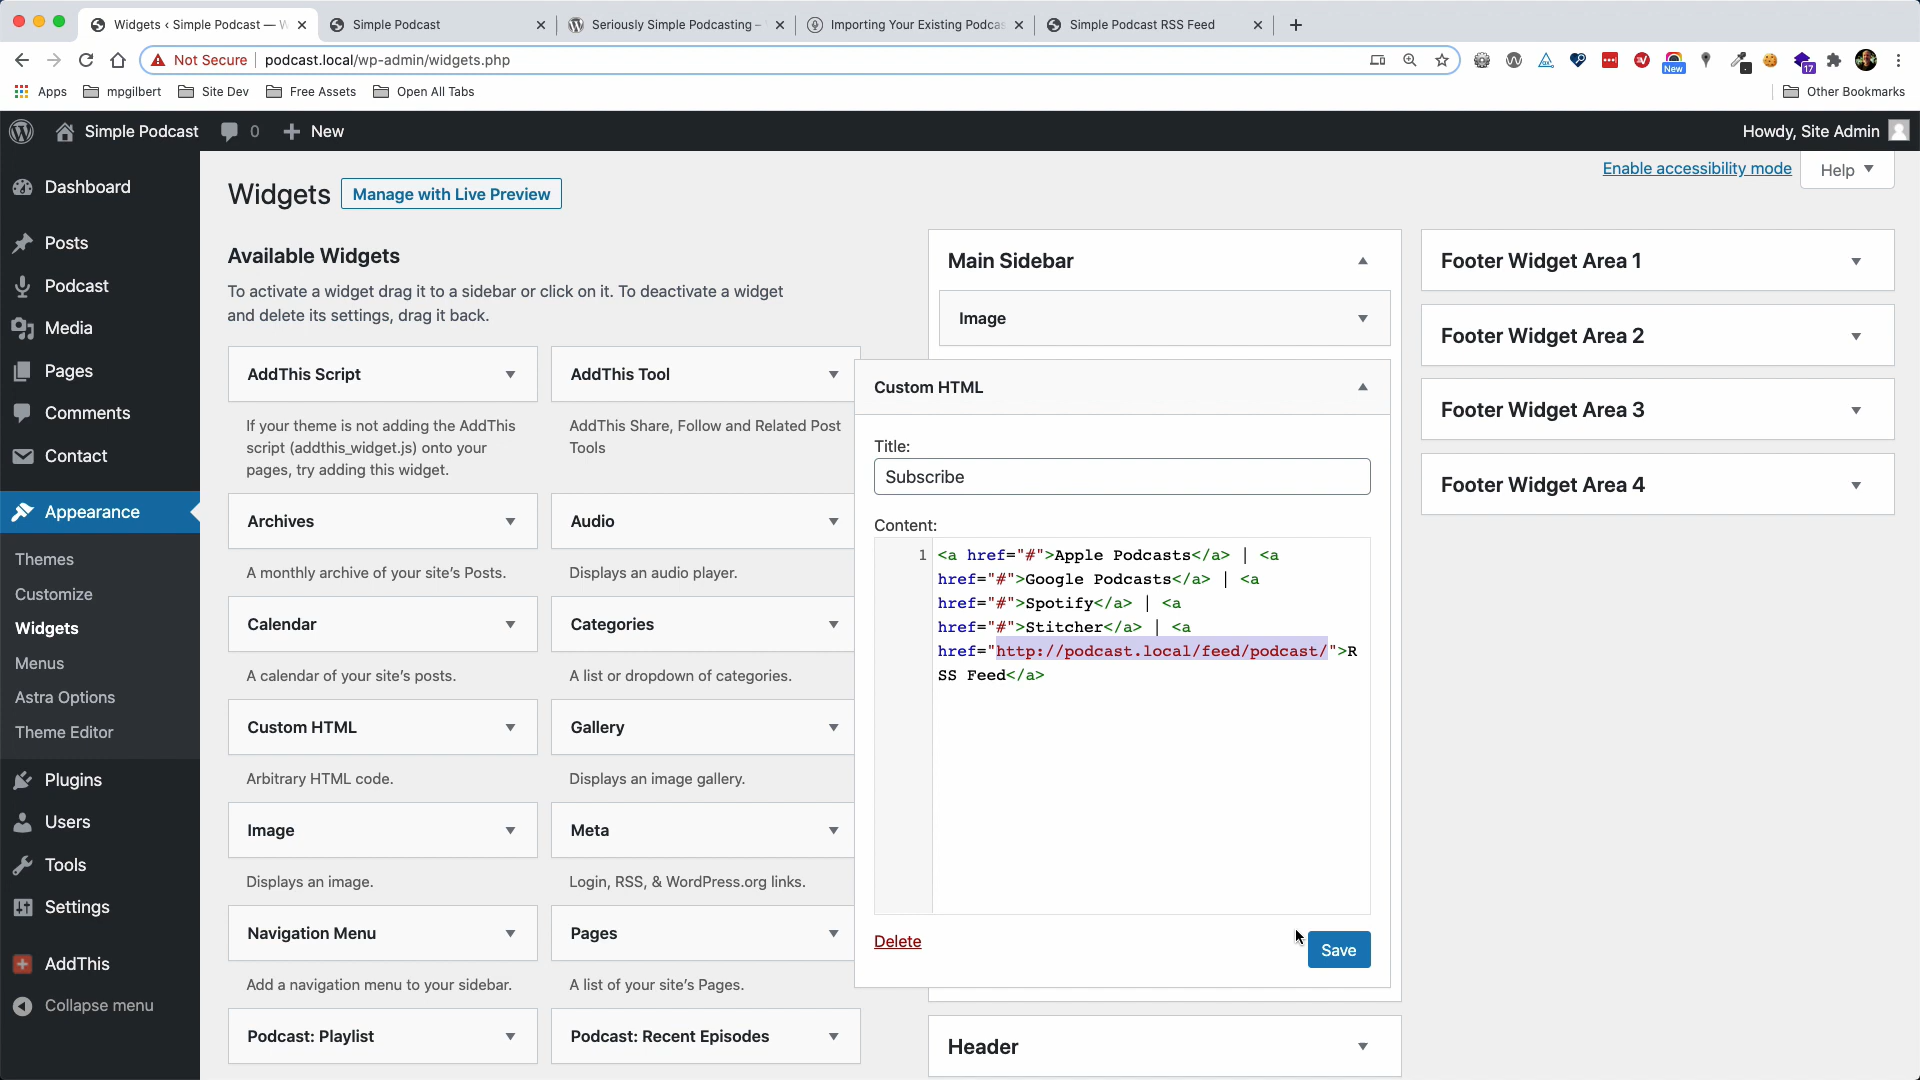 Widgets ‹ Simple Podcast — W
Simple Podcast
Seriously Simple Podcasting –
Importing Your Existing Podcas
Simple Podcast RSS Feed
Not Secure
podcast.local/wp-admin/widgets.php
New
17
Apps
mpgilbert
Site Dev
Free Assets
Open All Tabs
Other Bookmarks
Simple Podcast
0
New
Howdy, Site Admin
Dashboard
Posts
Podcast
Media
Pages
Comments
Contact
Appearance
Themes
Customize
Widgets
Menus
Astra Options
Theme Editor
Plugins
Users
Tools
Settings
AddThis
Collapse menu
Enable accessibility mode
Help
Widgets
Manage with Live Preview
Available Widgets
To activate a widget drag it to a sidebar or click on it. To deactivate a widget
and delete its settings, drag it back.
AddThis Script
If your theme is not adding the AddThis
script (addthis_widget.js) onto your
pages, try adding this widget.
AddThis Tool
AddThis Share, Follow and Related Post
Tools
Archives
A monthly archive of your site's Posts.
Audio
Displays an audio player.
Calendar
A calendar of your site's posts.
Categories
A list or dropdown of categories.
Custom HTML
Arbitrary HTML code.
Gallery
Displays an image gallery.
Image
Displays an image.
Meta
Login, RSS, & WordPress.org links.
Navigation Menu
Add a navigation menu to your sidebar.
Pages
A list of your site's Pages.
Podcast: Playlist
Podcast: Recent Episodes
Main Sidebar
Image
Custom HTML
Title:
Subscribe
Content:
1
<a href="#">Apple Podcasts</a> | <a
href="#">Google Podcasts</a> | <a
href="#">Spotify</a> | <a
href="#">Stitcher</a> | <a
href="http://podcast.local/feed/podcast/">R
SS Feed</a>
Delete
Save
Header
Footer Widget Area 1
Footer Widget Area 2
Footer Widget Area 3
Footer Widget Area 4